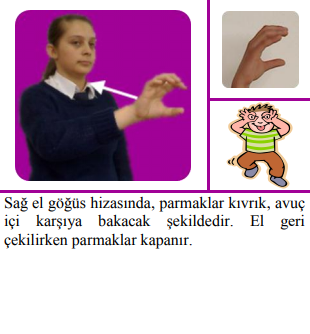 Sağ el göğüs hizasında, parmaklar kıvrık, avuç
içi karşıya bakacak şekildedir. El geri
çekilirken parmaklar kapanır.